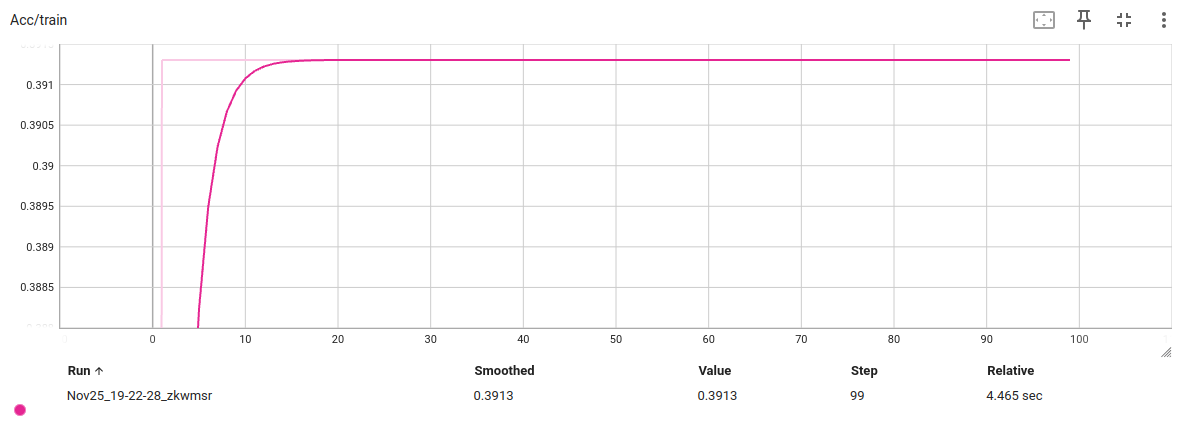 Acc/train
0.391
0.3905
0.39
0.3895
0.389
0.3885
0 10 20 30 40 50 60 70 80 90 100
Run ↑ Smoothed Value Step Relative
Nov25_19-22-28_zkwmsr 0.3913 0.3913 99 4.465 sec